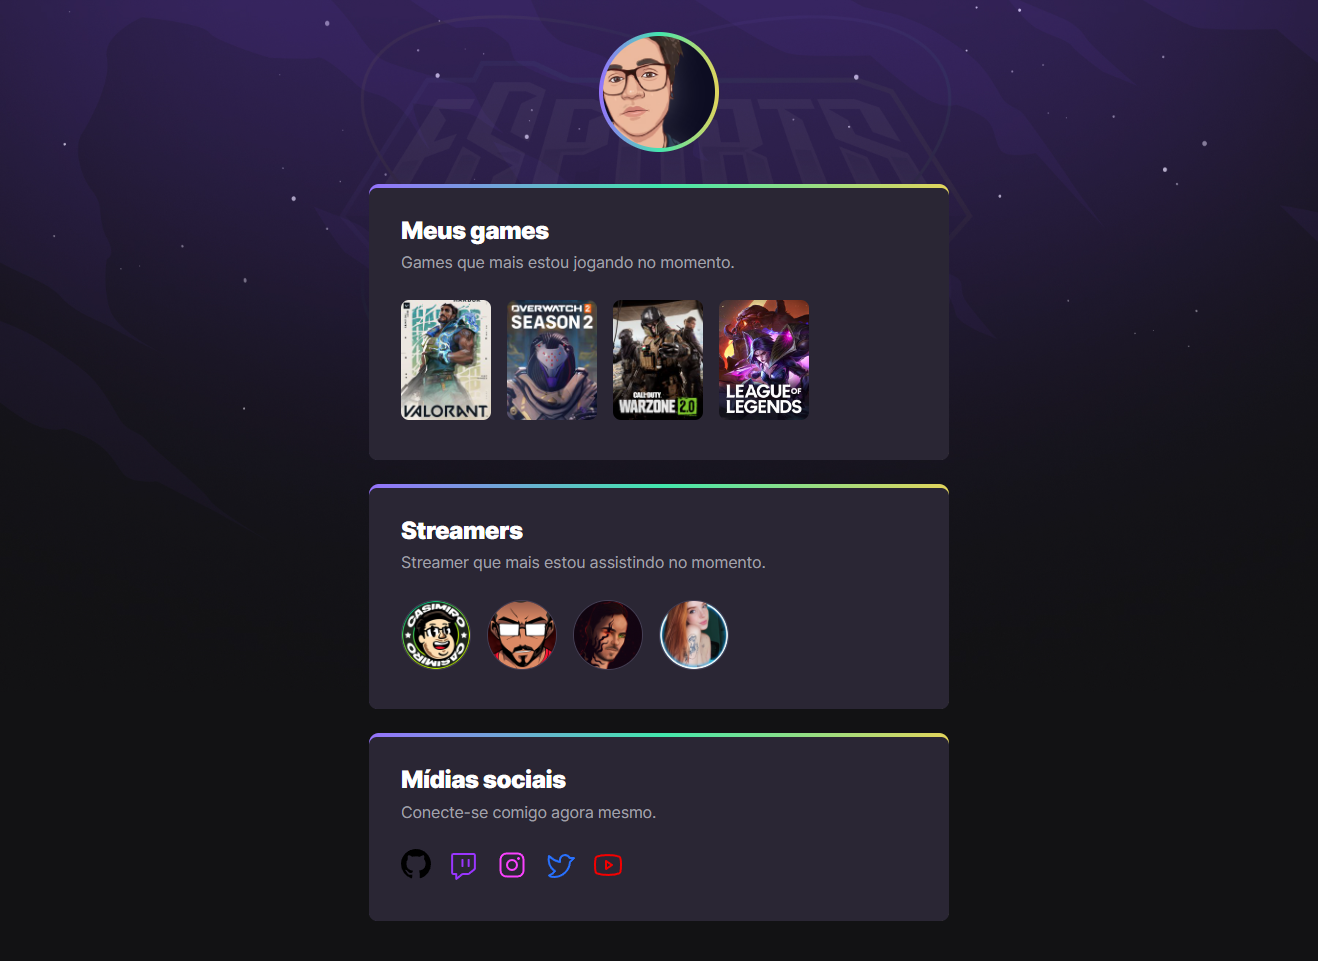 ESPORTS
Meus games
Games que mais estou jogando no momento.
VALORANT
OVERWATCH 2
SEASON 2
CALL OF DUTY
WARZONE 2.0
LEAGUE OF
LEGENDS
Streamers
Streamer que mais estou assistindo no momento.
CASIMIRO
CASIMIRO
Mídias sociais
Conecte-se comigo agora mesmo.